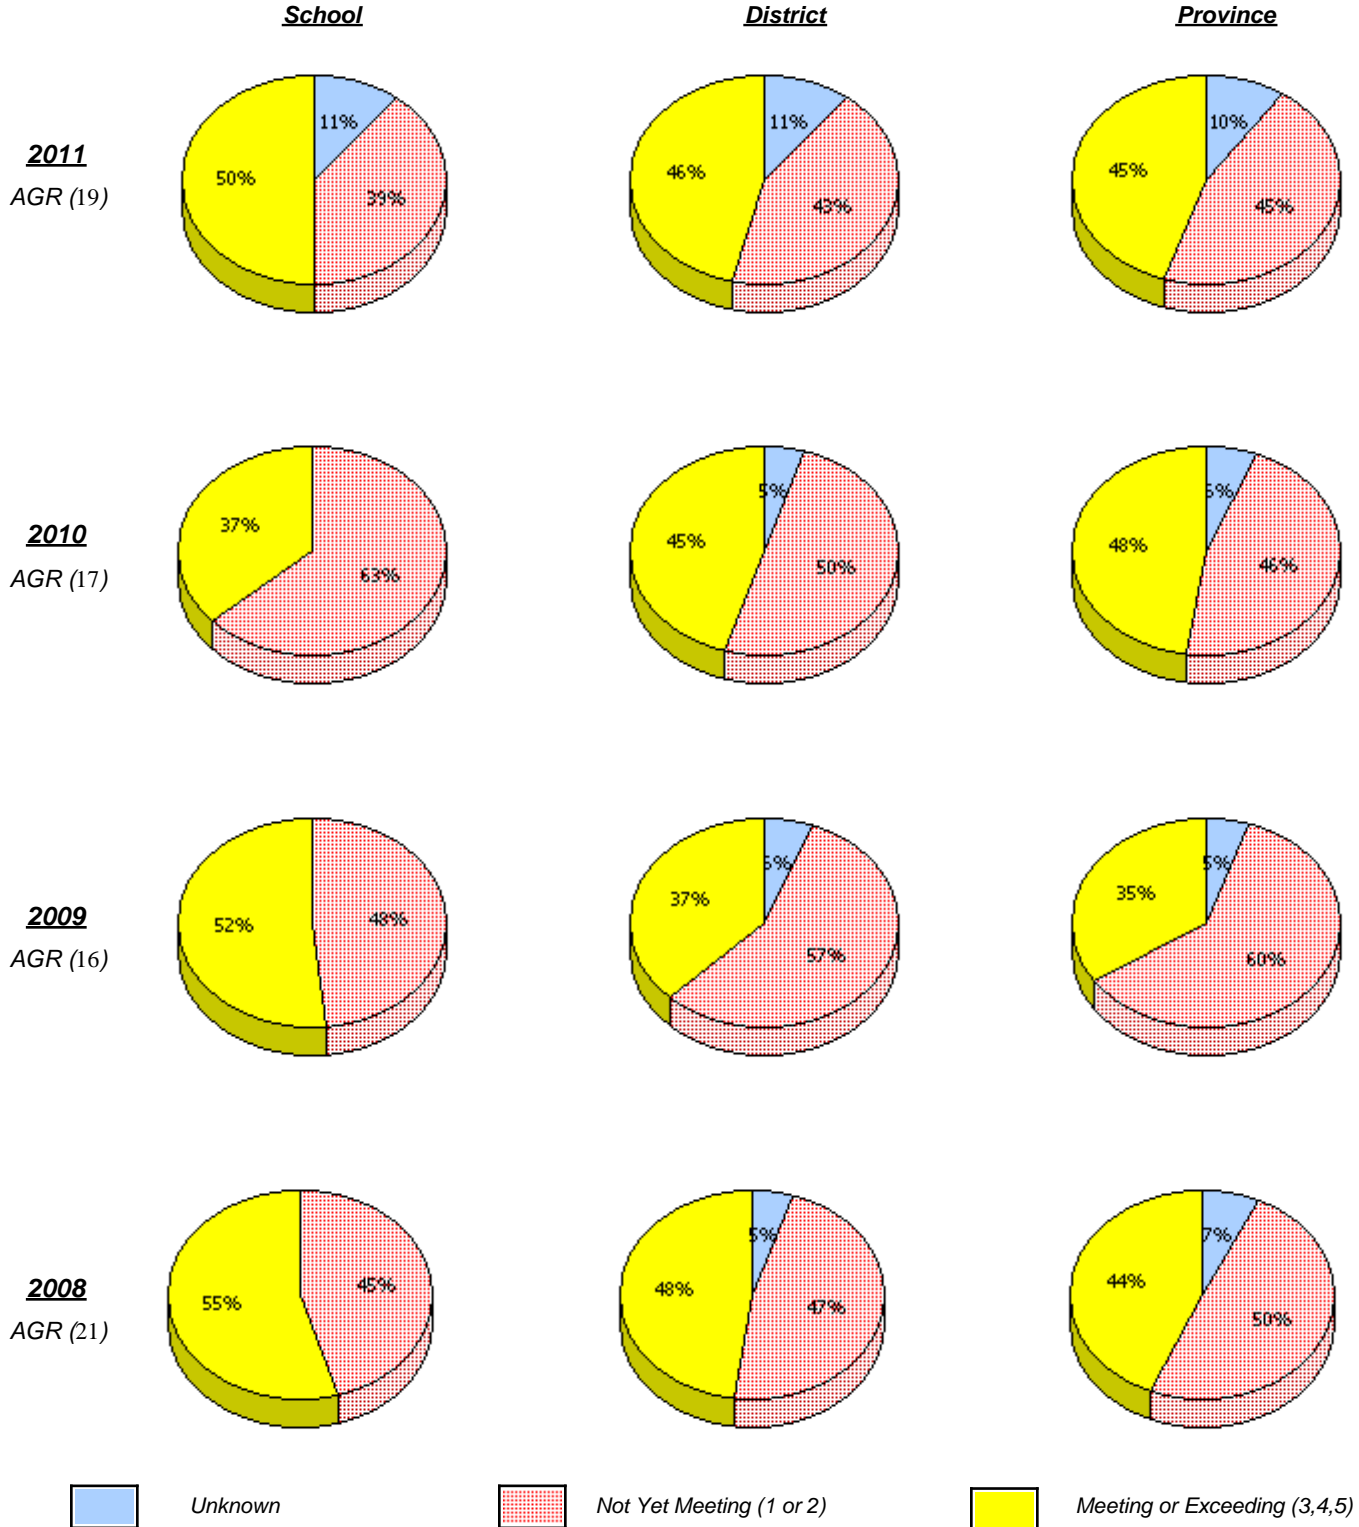 School District Province
11% 11% 10%
2011 50% 39% 46% 43% 45% 45%
AGR (19)
5% 6%
2010 37% 63% 45% 50% 48% 46%
AGR (17)
6% 5%
2009 52% 48% 37% 57% 35% 60%
AGR (16)
5% 7%
2008 55% 45% 48% 47% 44% 50%
AGR (21)
Unknown Not Yet Meeting (1 or 2) Meeting or Exceeding (3,4,5)